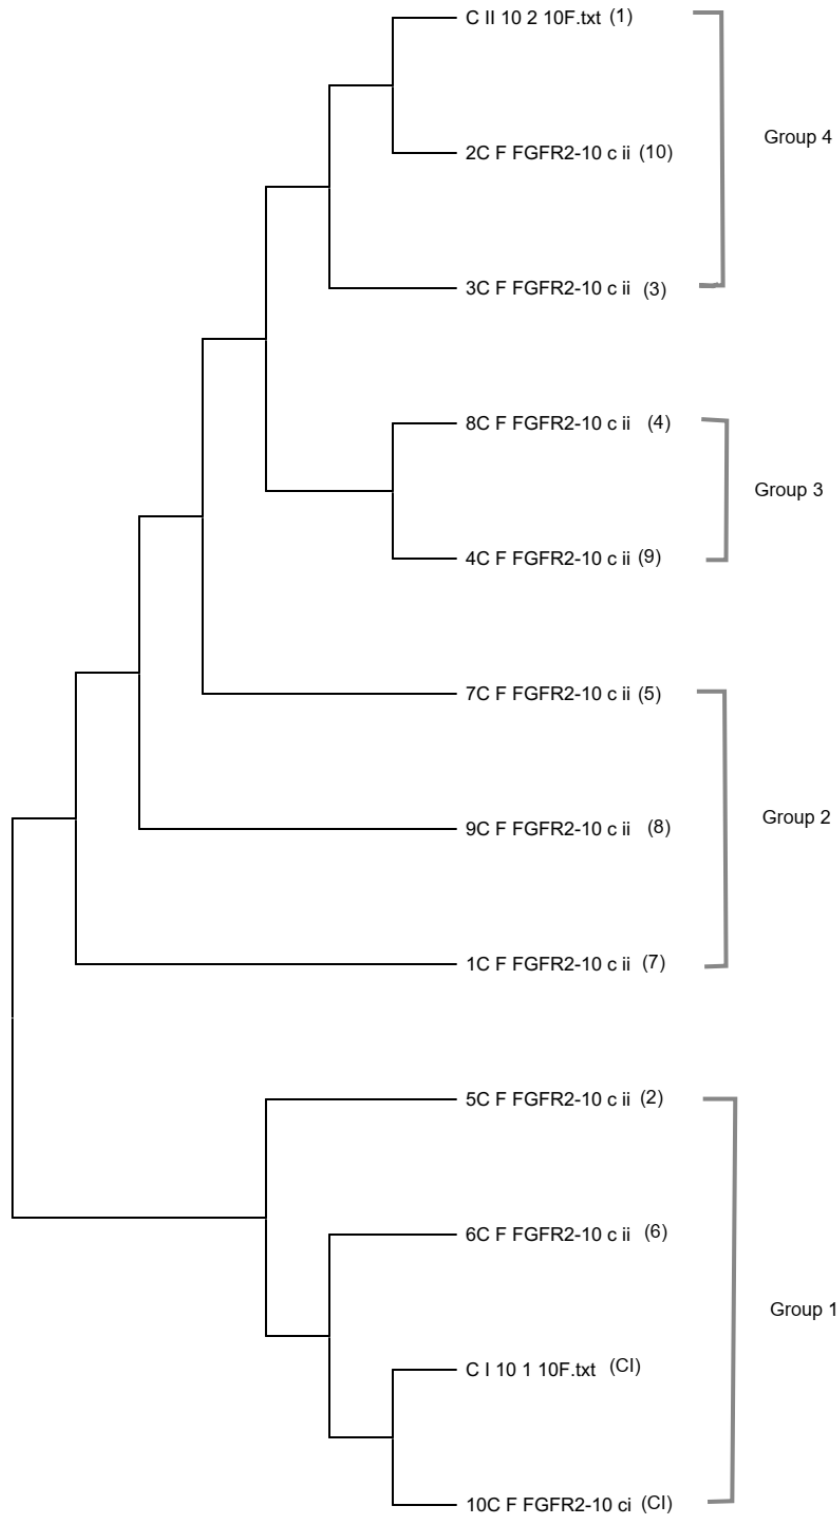 C II 10 2 10F.txt (1)
Group 4
2C F FGFR2-10 c ii (10)
3C F FGFR2-10 c ii (3)
8C F FGFR2-10 c ii (4)
Group 3
4C F FGFR2-10 c ii (9)
7C F FGFR2-10 c ii (5)
Group 2
9C F FGFR2-10 c ii (8)
1C F FGFR2-10 c ii (7)
5C F FGFR2-10 c ii (2)
6C F FGFR2-10 c ii (6)
Group 1
C I 10 1 10F.txt (CI)
10C F FGFR2-10 ci (CI)